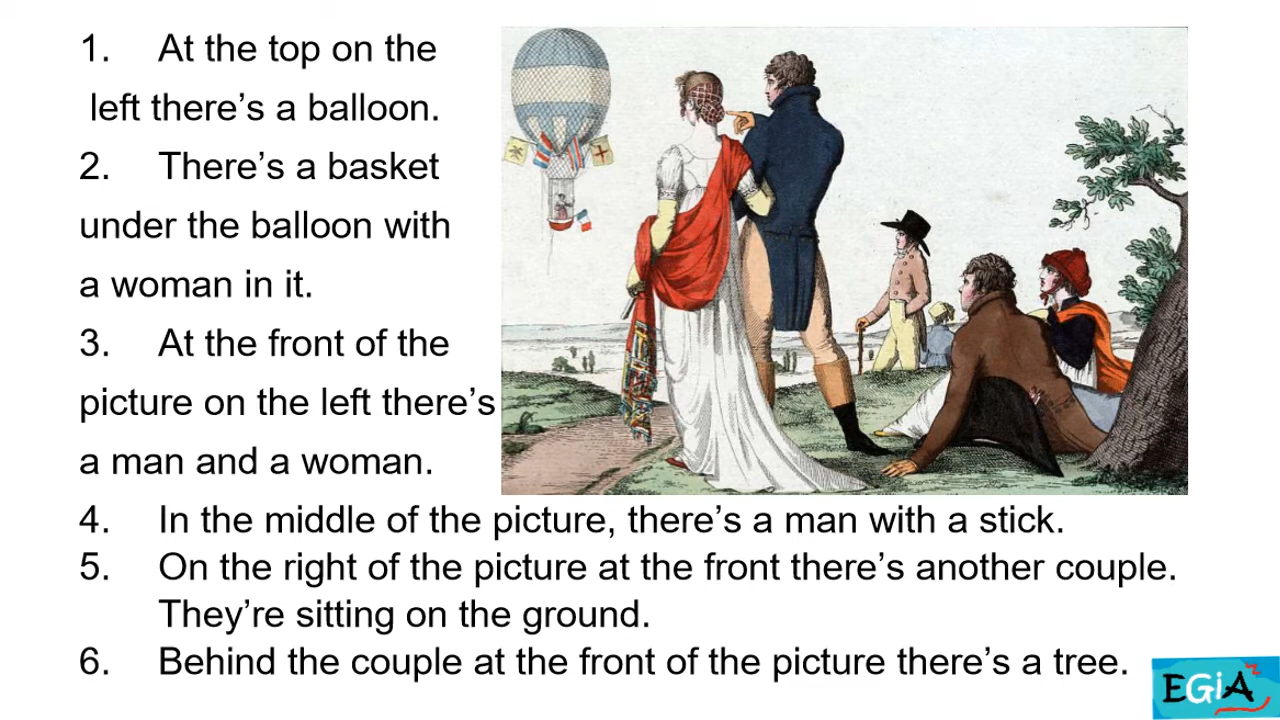 1. At the top on the
left there’s a balloon.
2. There’s a basket
under the balloon with
a woman in it.
3. At the front of the
picture on the left there’s
a man and a woman.
4. In the middle of the picture, there’s a man with a stick.
5. On the right of the picture at the front there’s another couple.
They’re sitting on the ground.
6. Behind the couple at the front of the picture there’s a tree.
EGiA